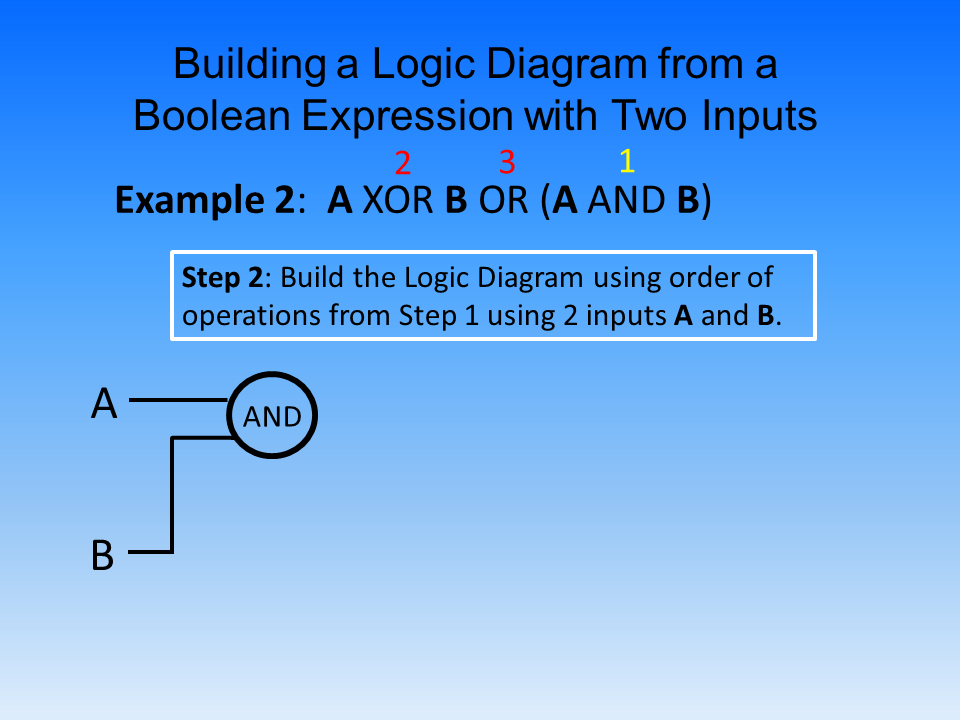 Building a Logic Diagram from a
Boolean Expression with Two Inputs
2 3 1
Example 2: A XOR B OR (A AND B)
Step 2: Build the Logic Diagram using order of
operations from Step 1 using 2 inputs A and B.
A
AND
B